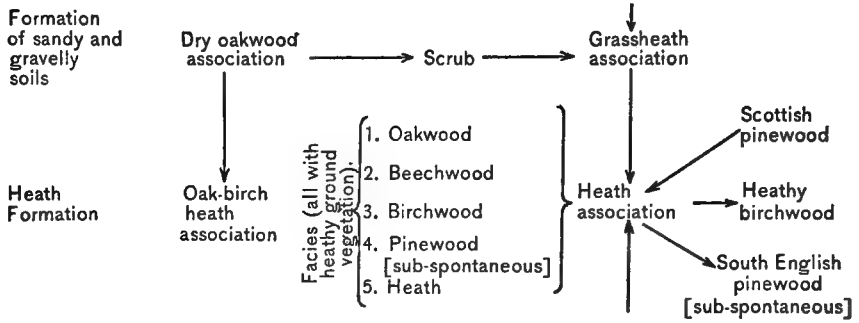 Formation
of sandy and
gravelly
soils
Dry oakwood
association
Scrub
Grassheath
association
Heath
Formation
Oak-birch
heath
association
Facies (all with
heathy ground
vegetation).
1. Oakwood
2. Beechwood
3. Birchwood
4. Pinewood
[sub-spontaneous]
5. Heath
Heath
association
Scottish
pinewood
Heathy
birchwood
South English
pinewood
[sub-spontaneous]